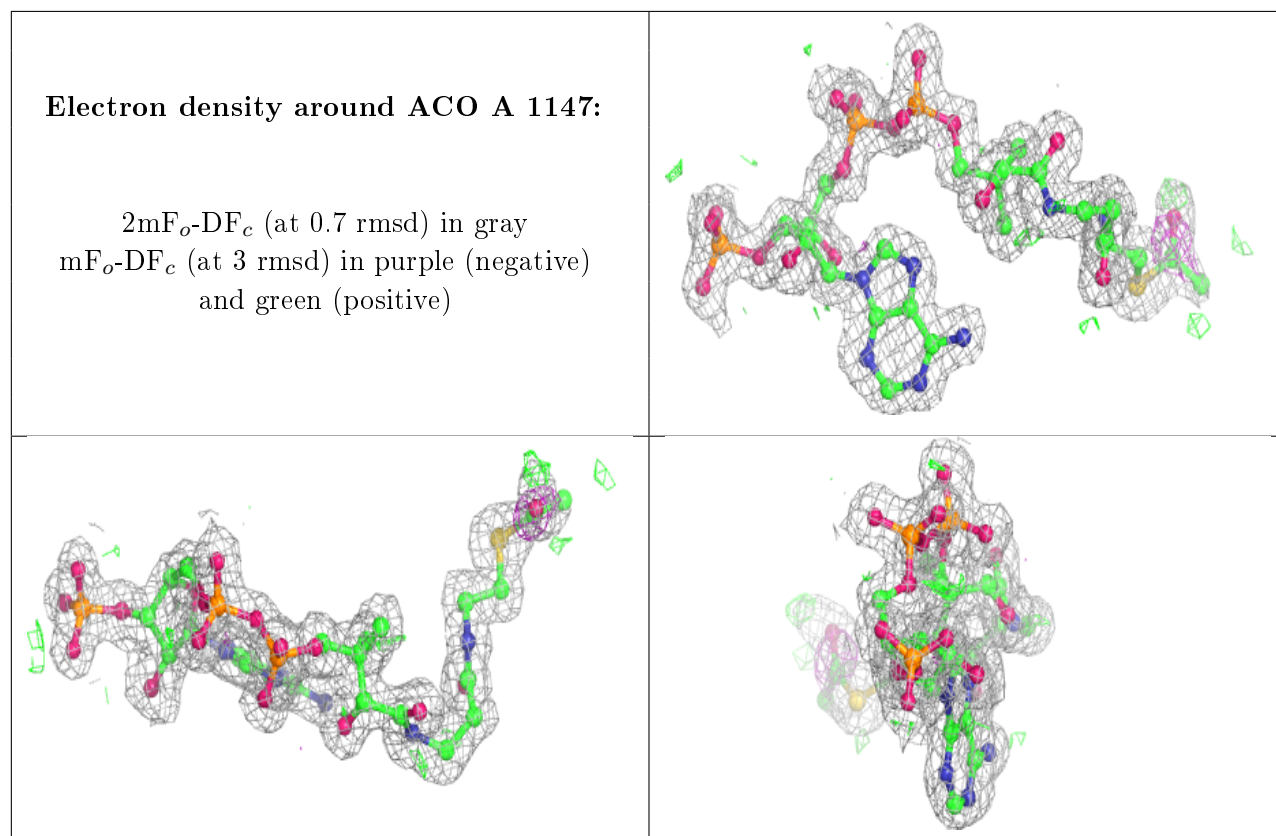 Electron density around ACO A 1147:
2mFo-DFc (at 0.7 rmsd) in gray
mFo-DFc (at 3 rmsd) in purple (negative)
and green (positive)